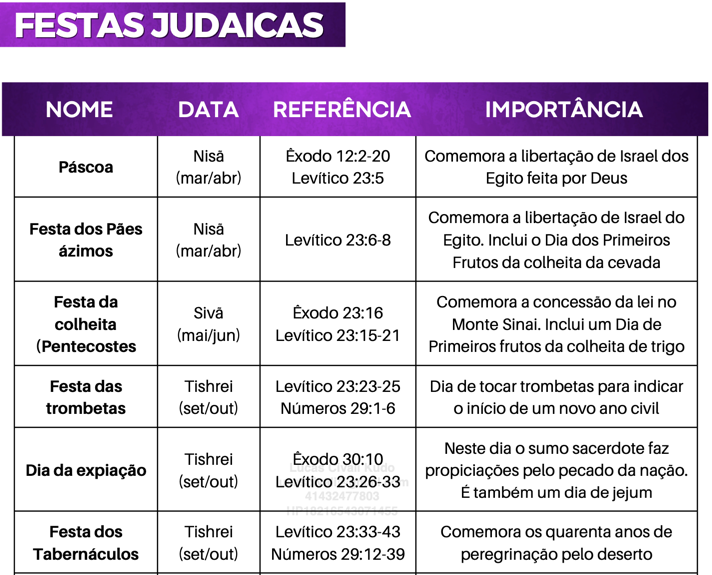 FESTAS JUDAICAS
NOME DATA REFERÊNCIA IMPORTÂNCIA
Páscoa
Nisã
(mar/abr)
Êxodo 12:2-20
Levítico 23:5
Comemora a libertação de Israel dos
Egito feita por Deus
Festa dos Pães
ázimos
Nisã
(mar/abr)
Levítico 23:6-8
Comemora a libertação de Israel do
Egito. Inclui o Dia dos Primeiros
Frutos da colheita da cevada
Festa da
colheita
(Pentecostes
Sivã
(mai/jun)
Êxodo 23:16
Levítico 23:15-21
Comemora a concessão da lei no
Monte Sinai. Inclui um Dia de
Primeiros frutos da colheita de trigo
Festa das
trombetas
Tishrei
(set/out)
Levítico 23:23-25
Números 29:1-6
Dia de tocar trombetas para indicar
o início de um novo ano civil
Dia da expiação
Tishrei
(set/out)
Êxodo 30:10
Levítico 23:26-33
Neste dia o sumo sacerdote faz
propiciações pelo pecado da nação.
É também um dia de jejum
Festa dos
Tabernáculos
Tishrei
(set/out)
Levítico 23:33-43
Números 29:12-39
Comemora os quarenta anos de
peregrinação pelo deserto